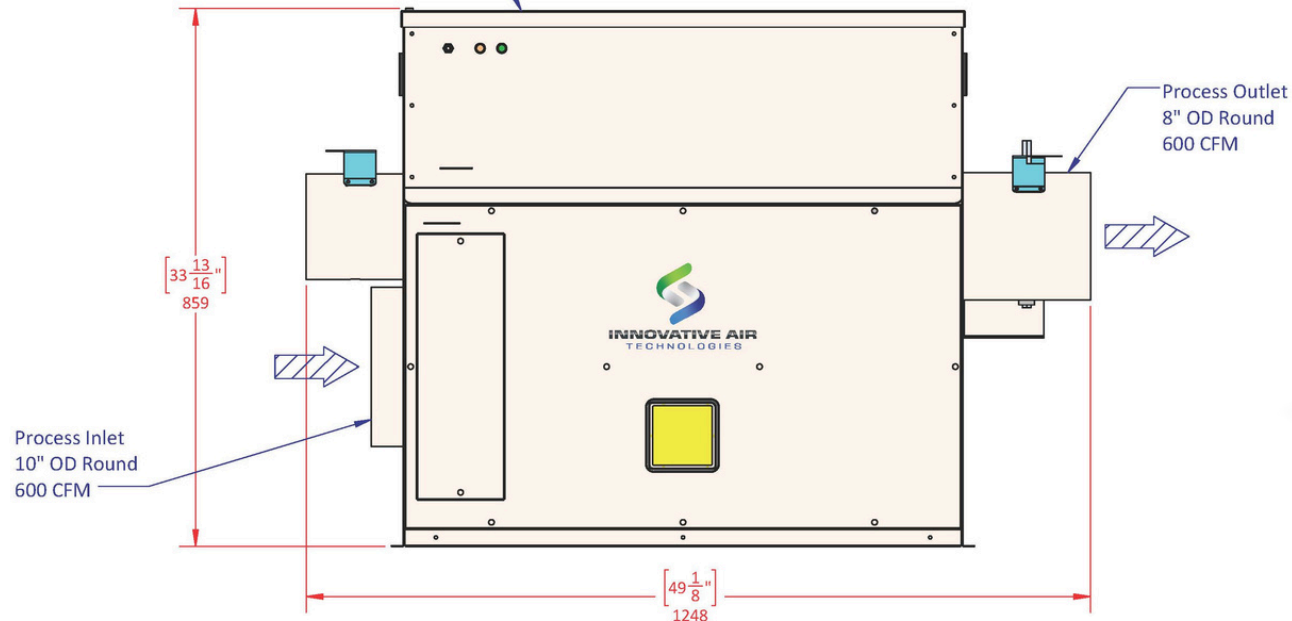 Process Outlet
8" OD Round
600 CFM
[33 13/16"]
859
INNOVATIVE AIR
TECHNOLOGIES
Process Inlet
10" OD Round
600 CFM
[49 1/8"]
1248